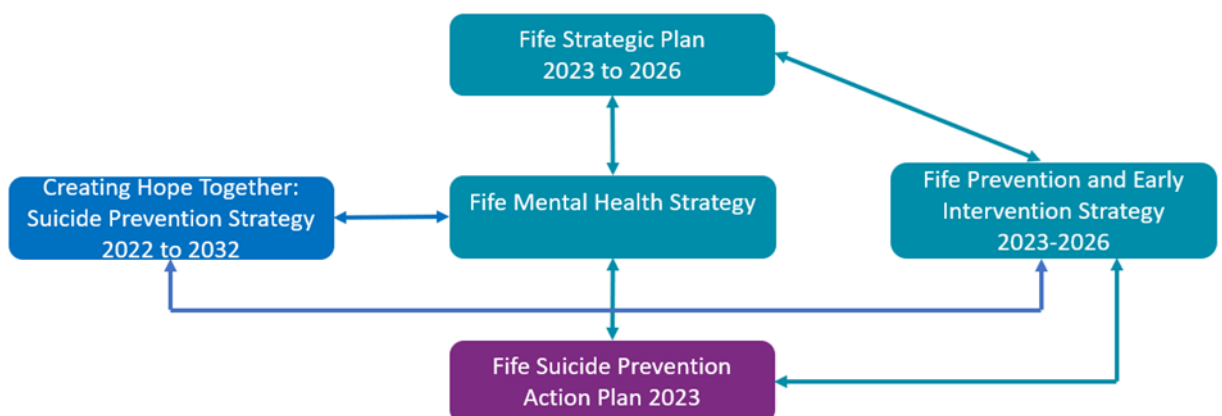 Fife Strategic Plan
2023 to 2026
Creating Hope Together:
Suicide Prevention Strategy
2022 to 2032
Fife Mental Health Strategy
Fife Prevention and Early
Intervention Strategy
2023-2026
Fife Suicide Prevention
Action Plan 2023